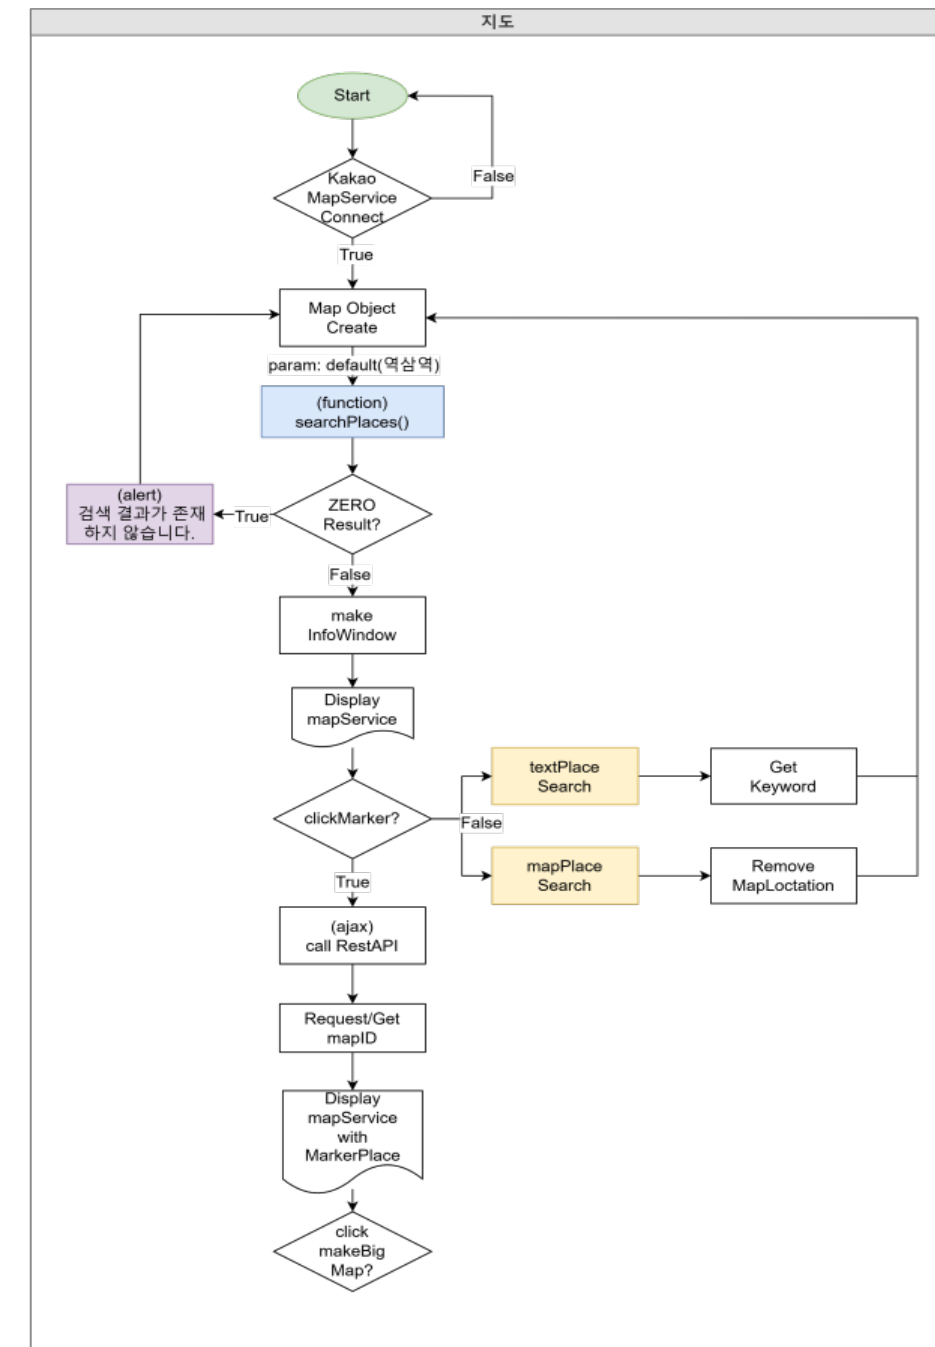 지도
Start
False
Kakao
MapService
Connect
True
Map Object
Create
param: default(역삼역)
(function)
searchPlaces()
(alert)
검색 결과가 존재
하지 않습니다.
True
ZERO
Result?
False
make
InfoWindow
Display
mapService
clickMarker?
False
textPlace
Search
Get
Keyword
mapPlace
Search
Remove
MapLoctation
True
(ajax)
call RestAPI
Request/Get
mapID
Display
mapService
with
MarkerPlace
click
makeBig
Map?